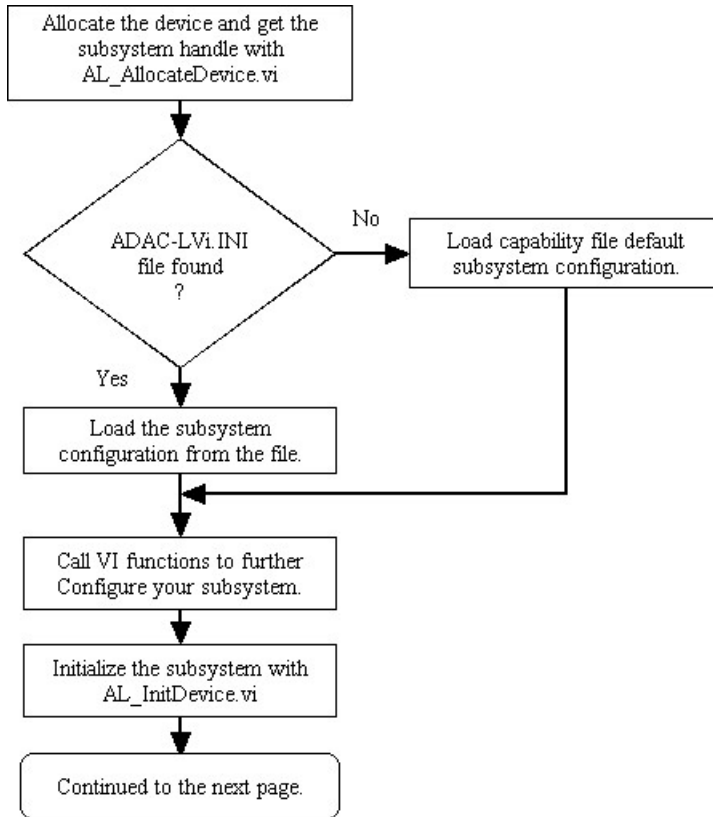 Allocate the device and get the
subsystem handle with
AL_AllocateDevice.vi
ADAC-LVi.INI
file found
?
No
Load capability file default
subsystem configuration.
Yes
Load the subsystem
configuration from the file.
Call VI functions to further
Configure your subsystem.
Initialize the subsystem with
AL_InitDevice.vi
Continued to the next page.